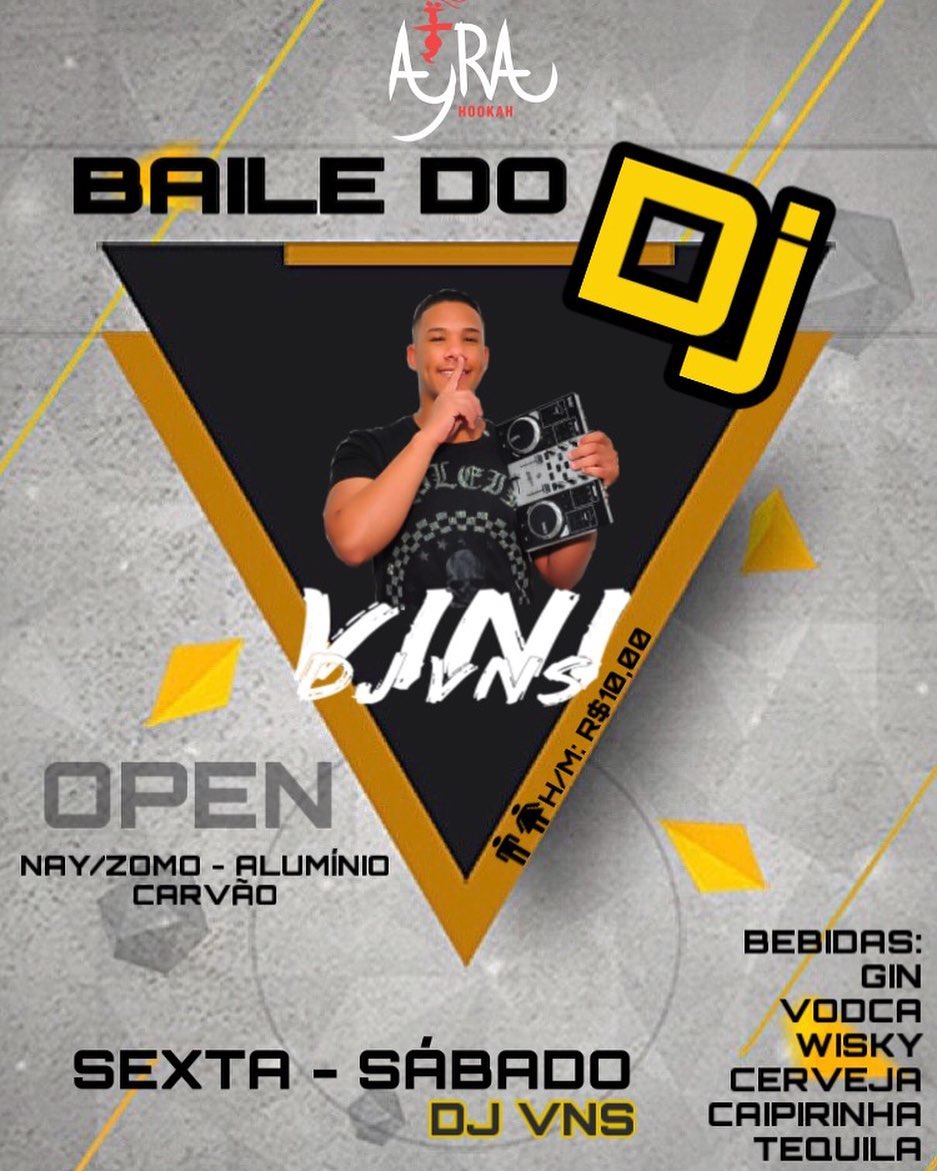 AYRA
HOOKAH
BAILE DO Dj
VINI
DJ VNS
H/M: R$10,00
OPEN
NAY/ZOMO - ALUMÍNIO
CARVÃO
BEBIDAS:
GIN
VODCA
WISKY
CERVEJA
CAIPIRINHA
TEQUILA
SEXTA - SÁBADO
DJ VNS